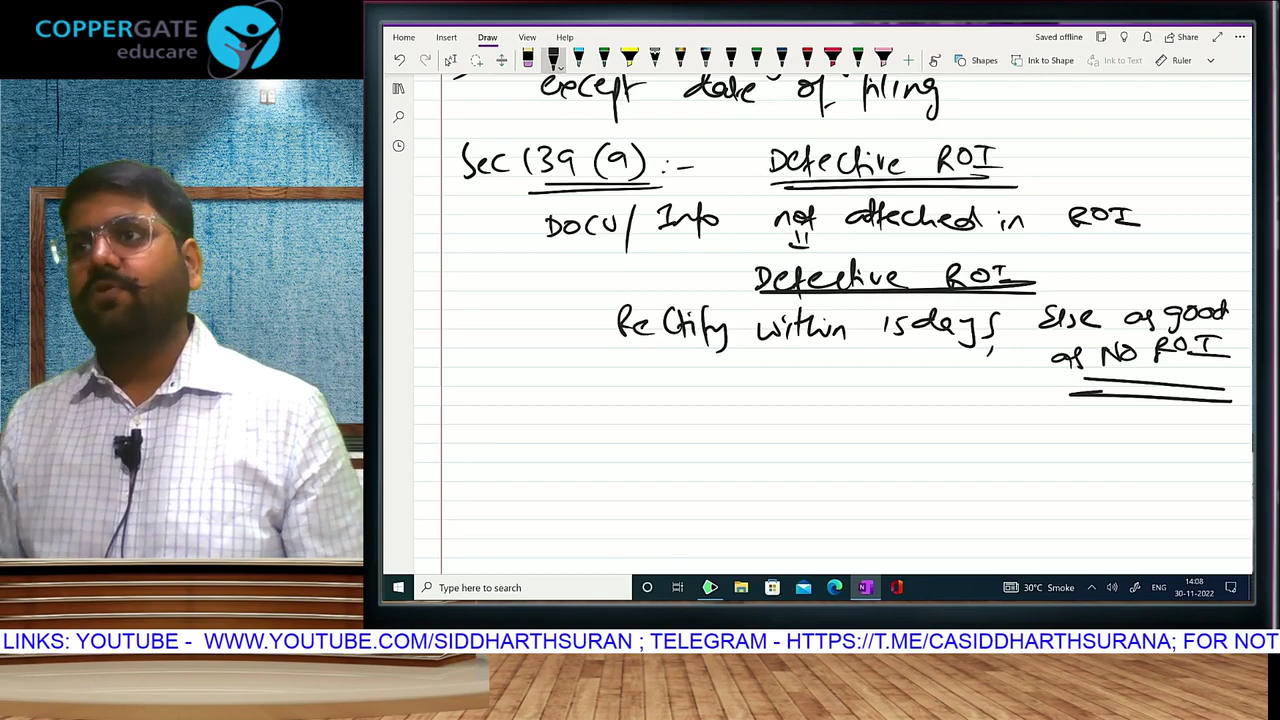 COPPERGATE
educare
Home Insert Draw View Help
Saved offline
Share
Shapes
Ink to Shape
Ink to Text
Ruler
except date of filing
Sec 139 (9) :- Defective ROI
DOCU/ Info not attached in ROI
Defective ROI
Rectify within 15 days, else as good
as NO ROI
Type here to search
30°C Smoke
ENG
14:08
30-11-2022
LINKS: YOUTUBE - WWW.YOUTUBE.COM/SIDDHARTHSURAN ; TELEGRAM - HTTPS://T.ME/CASIDDHARTHSURANA; FOR NOT